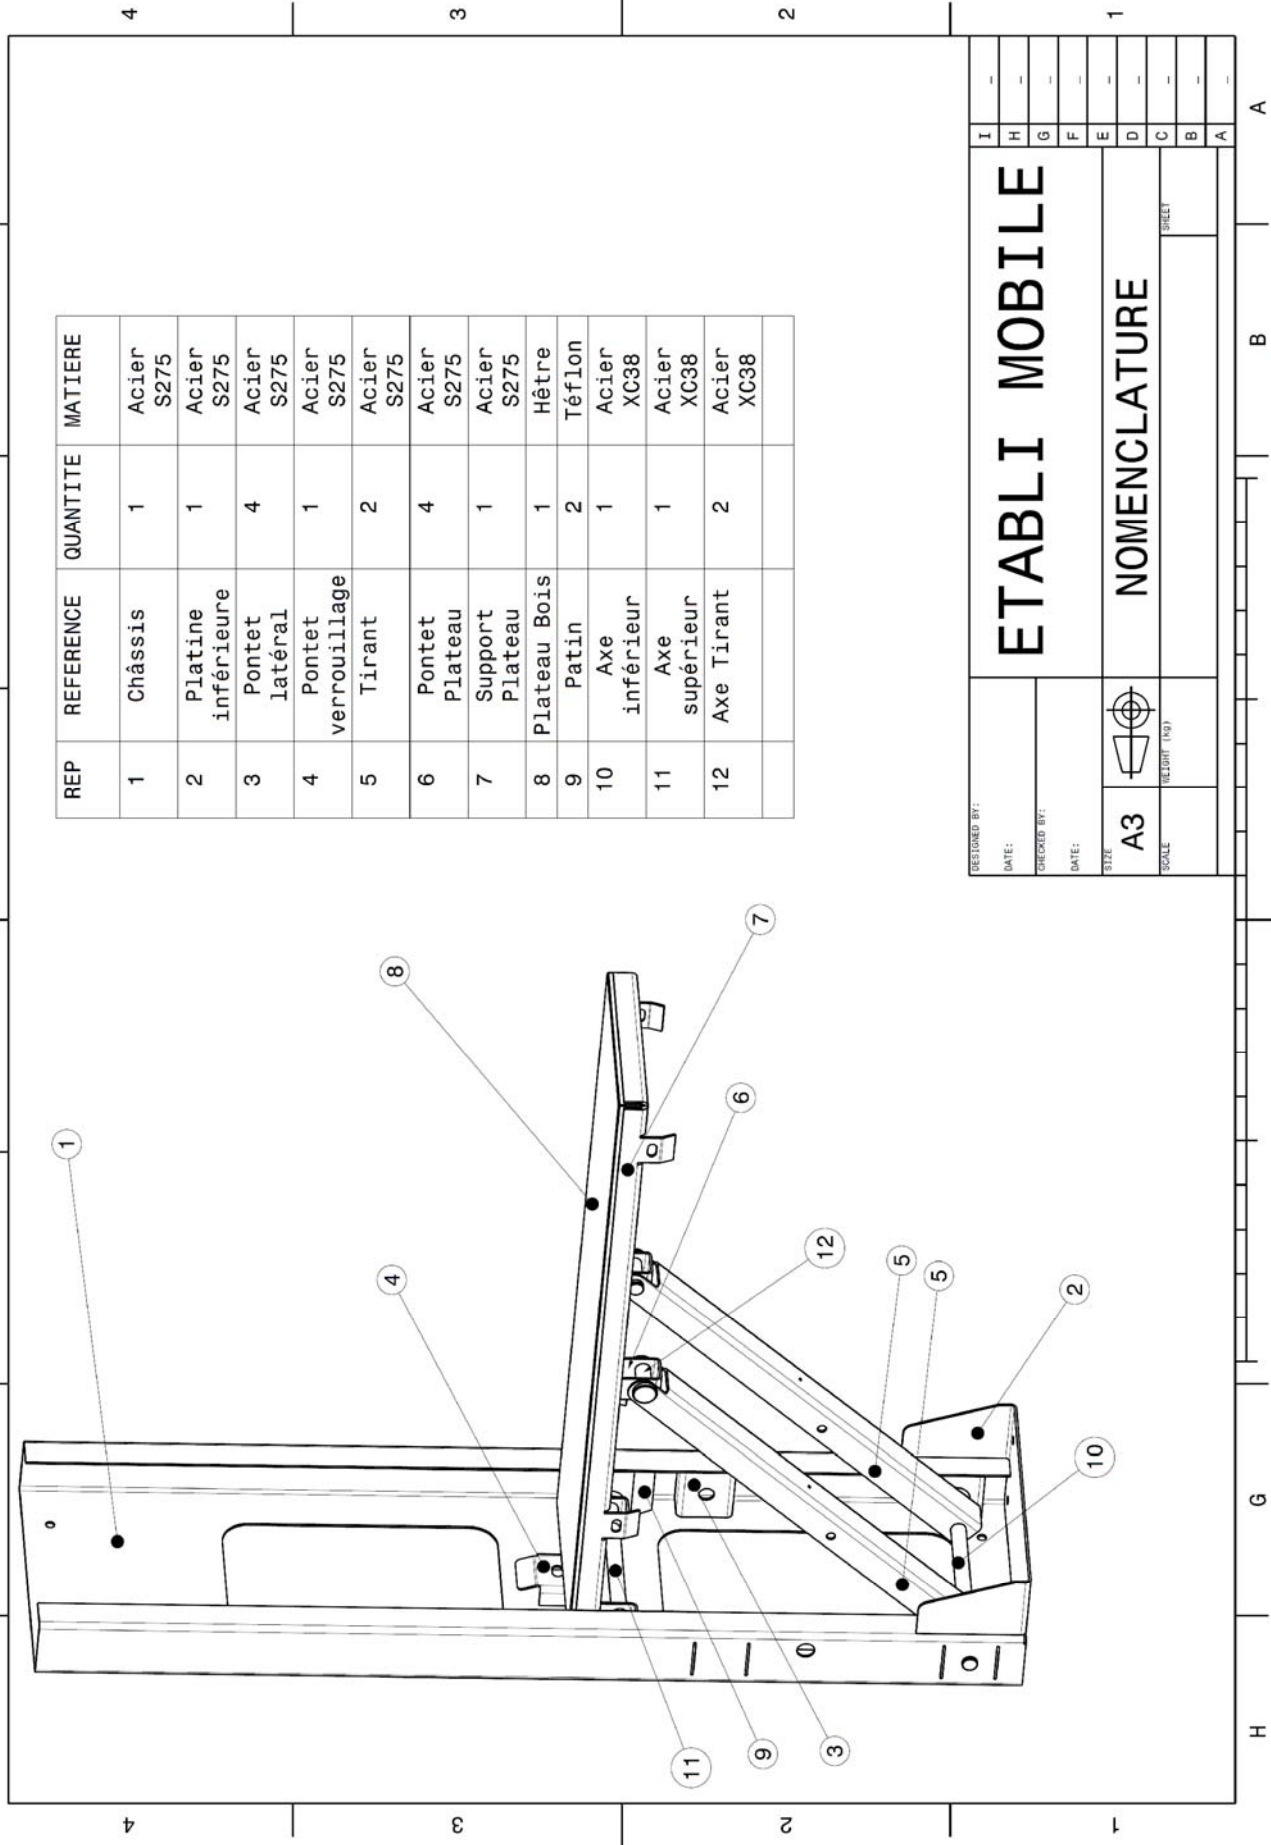 4
3
2
1
REP REFERENCE QUANTITE MATIERE
1 Châssis 1 Acier
S275
2 Platine 1 Acier
inférieure S275
3 Pontet 4 Acier
latéral S275
4 Pontet 1 Acier
verrouillage S275
5 Tirant 2 Acier
S275
6 Pontet 4 Acier
Plateau S275
7 Support 1 Acier
Plateau S275
8 Plateau Bois 1 Hêtre
9 Patin 2 Téflon
10 Axe 1 Acier
inférieur XC38
11 Axe 1 Acier
supérieur XC38
12 Axe Tirant 2 Acier
XC38
1
4
8
7
6
12
5
5
2
10
11
9
3
DESIGNED BY:
DATE:
CHECKED BY:
DATE:
SIZE
A3
SCALE
WEIGHT (kg)
SHEET
ETABLI MOBILE
NOMENCLATURE
I -
H -
G -
F -
E -
D -
C -
B -
A -
H
G
B
A
4
3
2
1